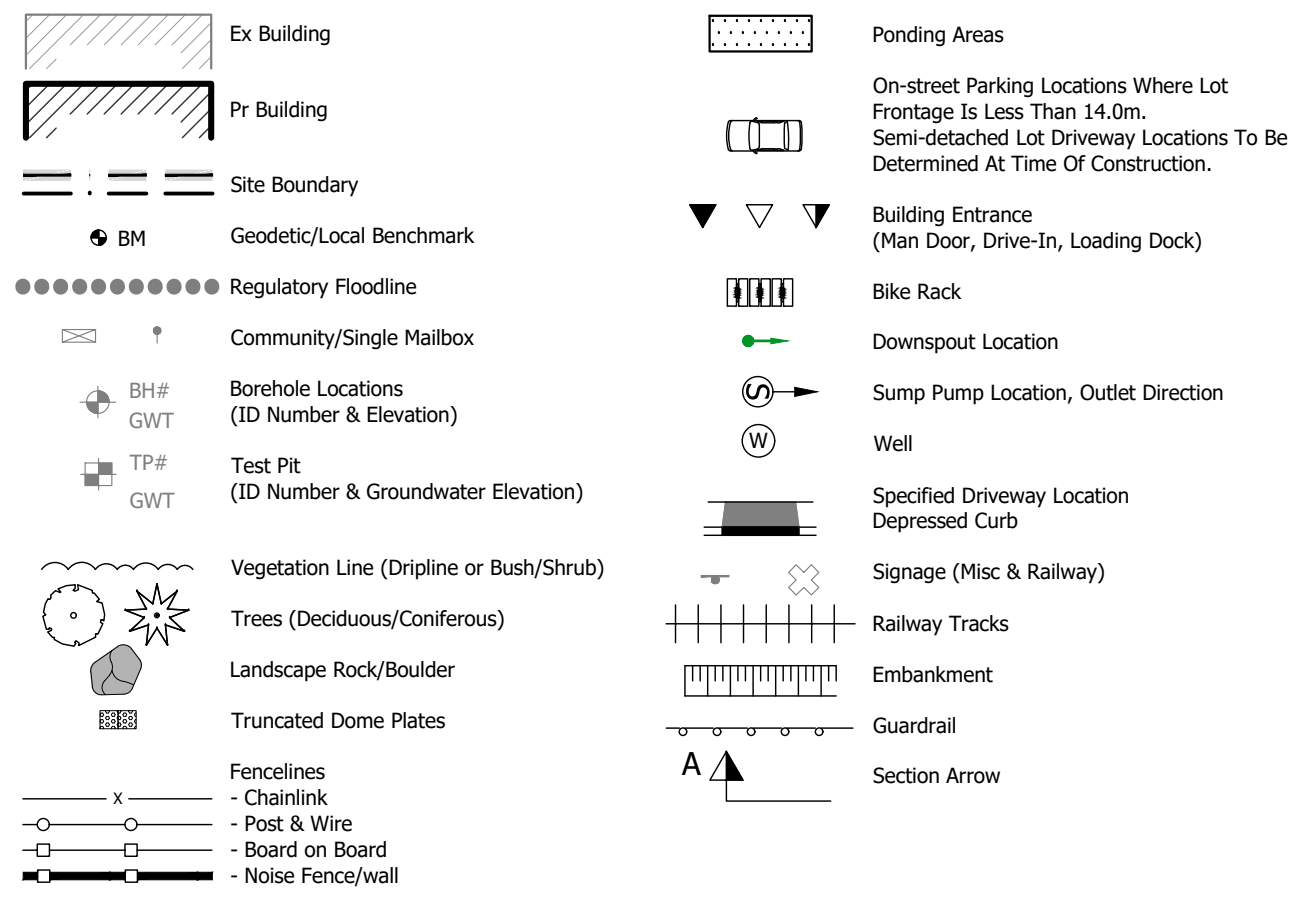 Ex Building
Pr Building
Site Boundary
BM Geodetic/Local Benchmark
Regulatory Floodline
Community/Single Mailbox
BH# Borehole Locations
GWT (ID Number & Elevation)
TP# Test Pit
GWT (ID Number & Groundwater Elevation)
Vegetation Line (Dripline or Bush/Shrub)
Trees (Deciduous/Coniferous)
Landscape Rock/Boulder
Truncated Dome Plates
Fencelines
X - Chainlink
- Post & Wire
- Board on Board
- Noise Fence/wall
Ponding Areas
On-street Parking Locations Where Lot
Frontage Is Less Than 14.0m.
Semi-detached Lot Driveway Locations To Be
Determined At Time Of Construction.
Building Entrance
(Man Door, Drive-In, Loading Dock)
Bike Rack
Downspout Location
S Sump Pump Location, Outlet Direction
W Well
Specified Driveway Location
Depressed Curb
Signage (Misc & Railway)
Railway Tracks
Embankment
Guardrail
A Section Arrow